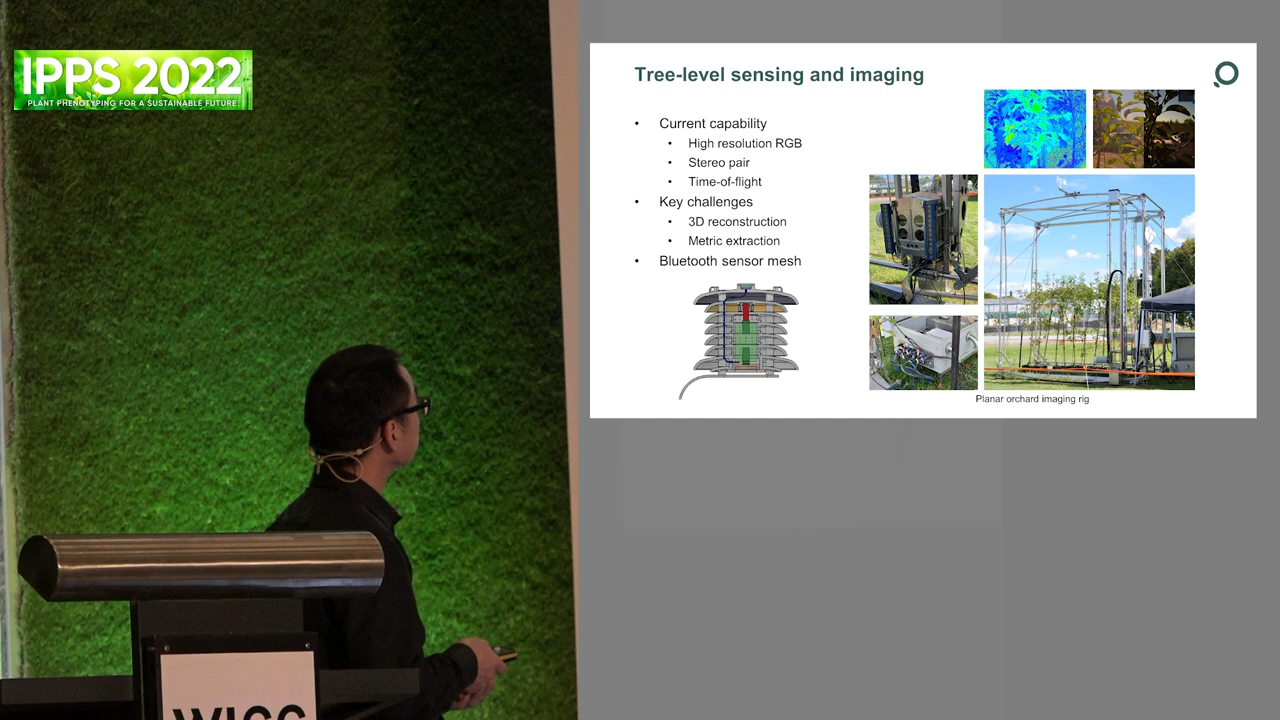 IPPS 2022
PLANT PHENOTYPING FOR A SUSTAINABLE FUTURE
Tree-level sensing and imaging
• Current capability
• High resolution RGB
• Stereo pair
• Time-of-flight
• Key challenges
• 3D reconstruction
• Metric extraction
• Bluetooth sensor mesh
Planar orchard imaging rig